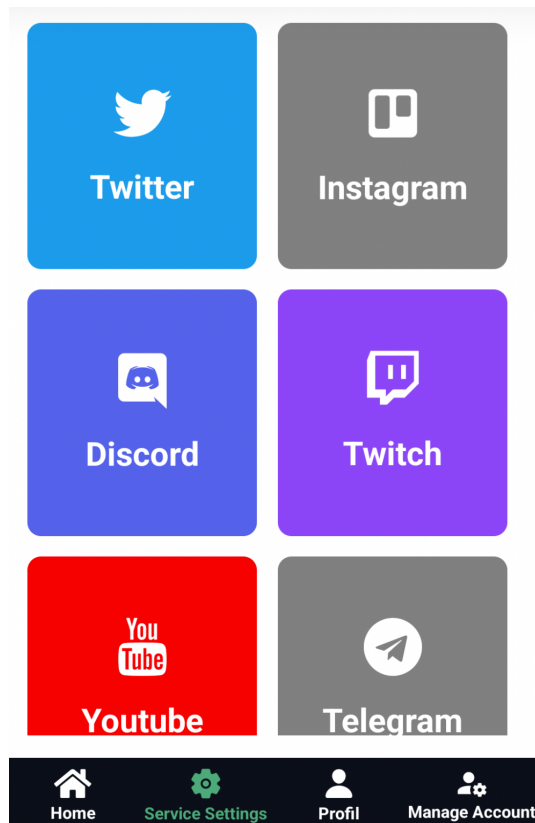 Twitter
Instagram
Discord
Twitch
You
Tube
Youtube
Telegram
Home
Service Settings
Profil
Manage Account